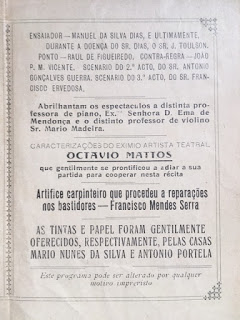 ENSAIADOR — MANUEL DA SILVA DIAS, E ULTIMAMENTE,
DURANTE A DOENÇA DO SR. DIAS, O SR. J. TOULSON.
PONTO — RAUL DE FIGUEIREDO. CONTRA-REGRA — JOÃO
P. M. VICENTE. SCENARIO DO 2.º ACTO, DO SR. ANTONIO
GONÇALVES GUERRA. SCENARIO DO 3.º ACTO, DO SR. FRAN-
CISCO ERVEDOSA.
Abrilhantam os espectaculos a distinta pro-
fessora de piano, Ex.ma Senhora D. Ema de
Mendonça e o distinto professor de violino
Sr. Mario Madeira.
CARACTERIZAÇÕES DO EXIMIO ARTISTA TEATRAL
OCTAVIO MATTOS
que gentilmente se prontificou a adiar a sua
partida para cooperar nesta récita
Artifice carpinteiro que procedeu a reparações
nos bastidores — Francisco Mendes Serra
AS TINTAS E PAPEL FORAM GENTILMENTE
OFERECIDOS, RESPECTIVAMENTE, PELAS CASAS
MARIO NUNES DA SILVA E ANTONIO PORTELA
Este programa póde ser alterado por qualquer
motivo imprevisto